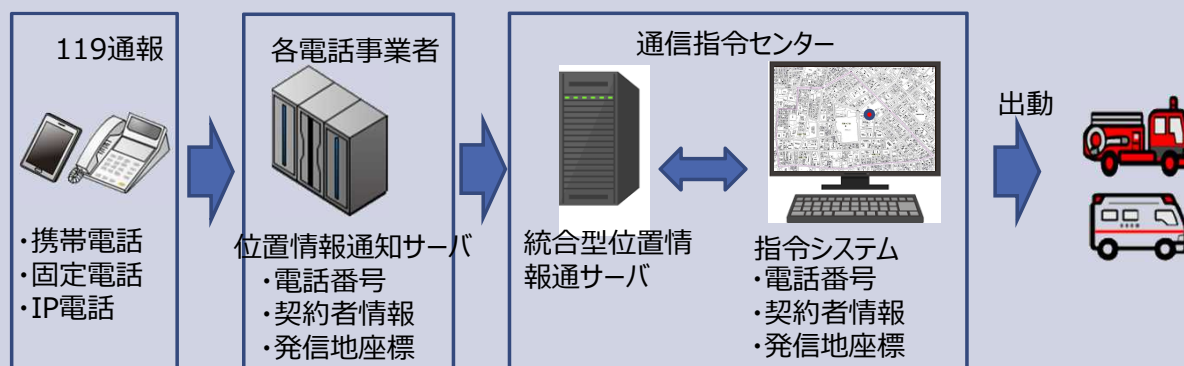 119通報
・携帯電話
・固定電話
・IP電話
各電話事業者
位置情報通知サーバ
・電話番号
・契約者情報
・発信地座標
通信指令センター
統合型位置情
報通サーバ
指令システム
・電話番号
・契約者情報
・発信地座標
出動